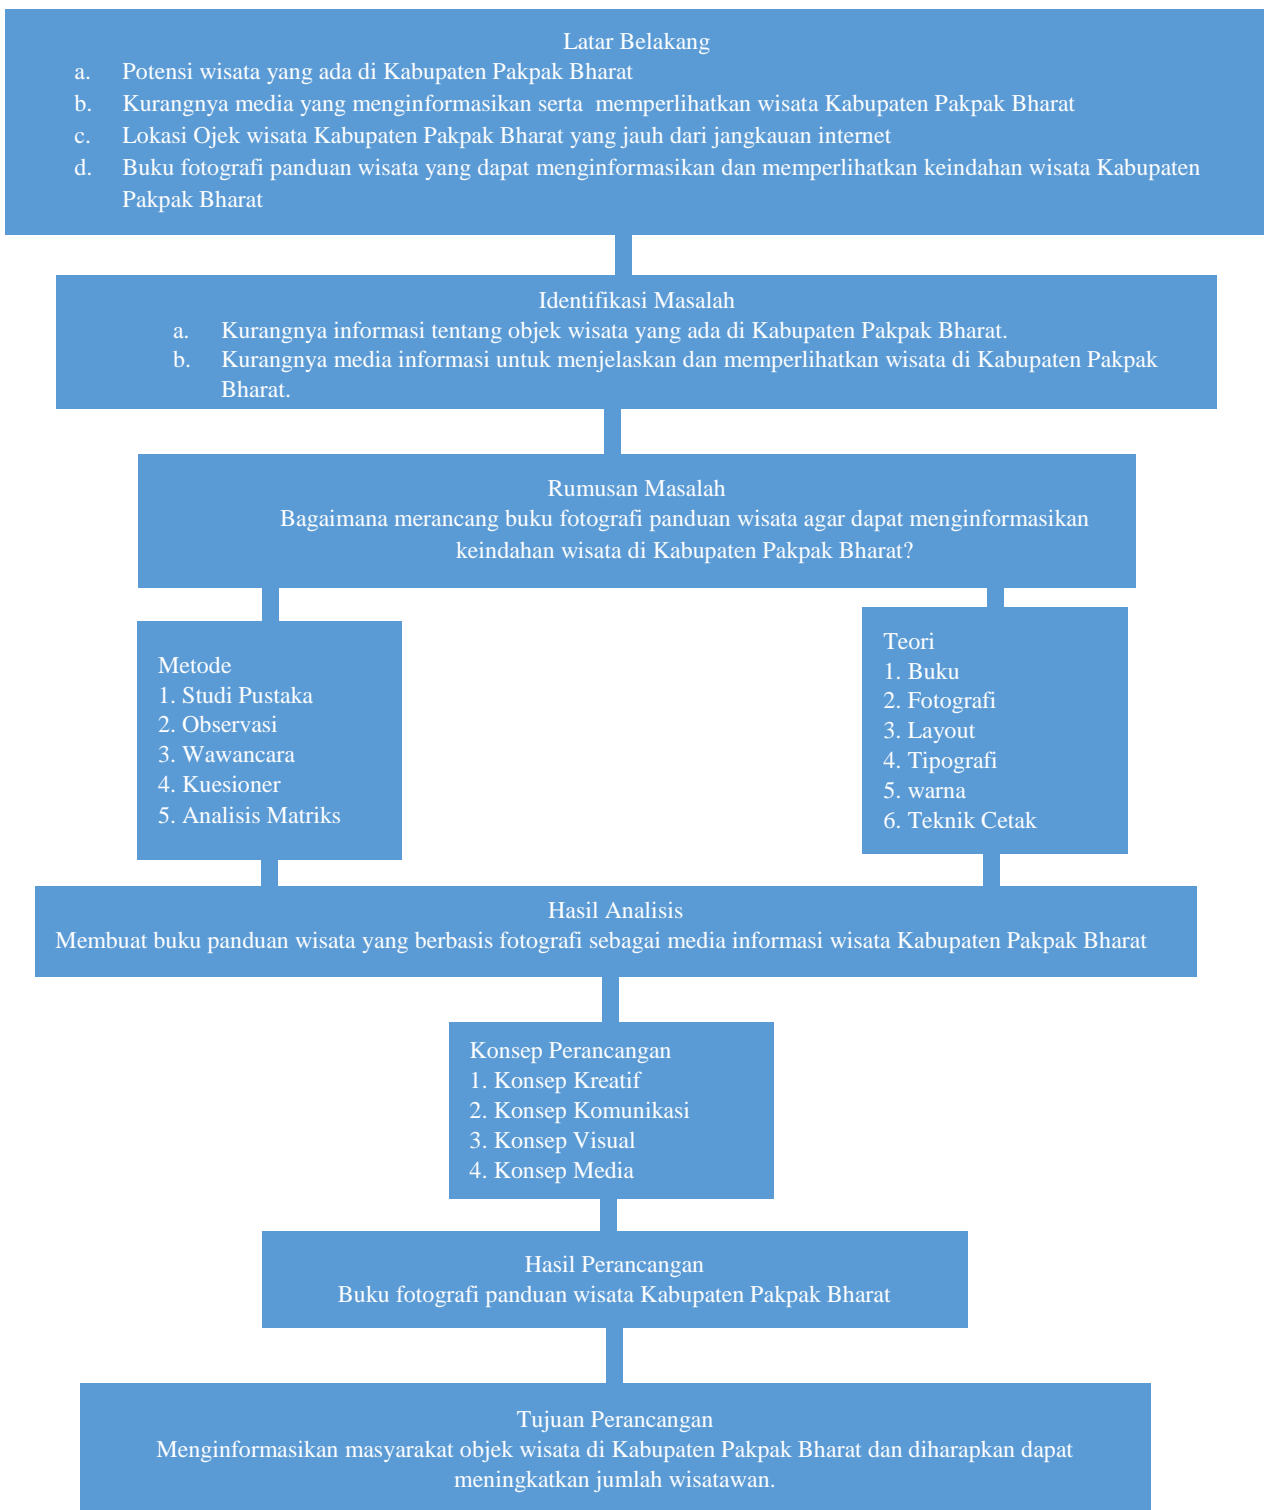 Latar Belakang
a. Potensi wisata yang ada di Kabupaten Pakpak Bharat
b. Kurangnya media yang menginformasikan serta memperlihatkan wisata Kabupaten Pakpak Bharat
c. Lokasi Ojek wisata Kabupaten Pakpak Bharat yang jauh dari jangkauan internet
d. Buku fotografi panduan wisata yang dapat menginformasikan dan memperlihatkan keindahan wisata Kabupaten
Pakpak Bharat
Identifikasi Masalah
a. Kurangnya informasi tentang objek wisata yang ada di Kabupaten Pakpak Bharat.
b. Kurangnya media informasi untuk menjelaskan dan memperlihatkan wisata di Kabupaten Pakpak
Bharat.
Rumusan Masalah
Bagaimana merancang buku fotografi panduan wisata agar dapat menginformasikan
keindahan wisata di Kabupaten Pakpak Bharat?
Metode
1. Studi Pustaka
2. Observasi
3. Wawancara
4. Kuesioner
5. Analisis Matriks
Teori
1. Buku
2. Fotografi
3. Layout
4. Tipografi
5. warna
6. Teknik Cetak
Hasil Analisis
Membuat buku panduan wisata yang berbasis fotografi sebagai media informasi wisata Kabupaten Pakpak Bharat
Konsep Perancangan
1. Konsep Kreatif
2. Konsep Komunikasi
3. Konsep Visual
4. Konsep Media
Hasil Perancangan
Buku fotografi panduan wisata Kabupaten Pakpak Bharat
Tujuan Perancangan
Menginformasikan masyarakat objek wisata di Kabupaten Pakpak Bharat dan diharapkan dapat
meningkatkan jumlah wisatawan.